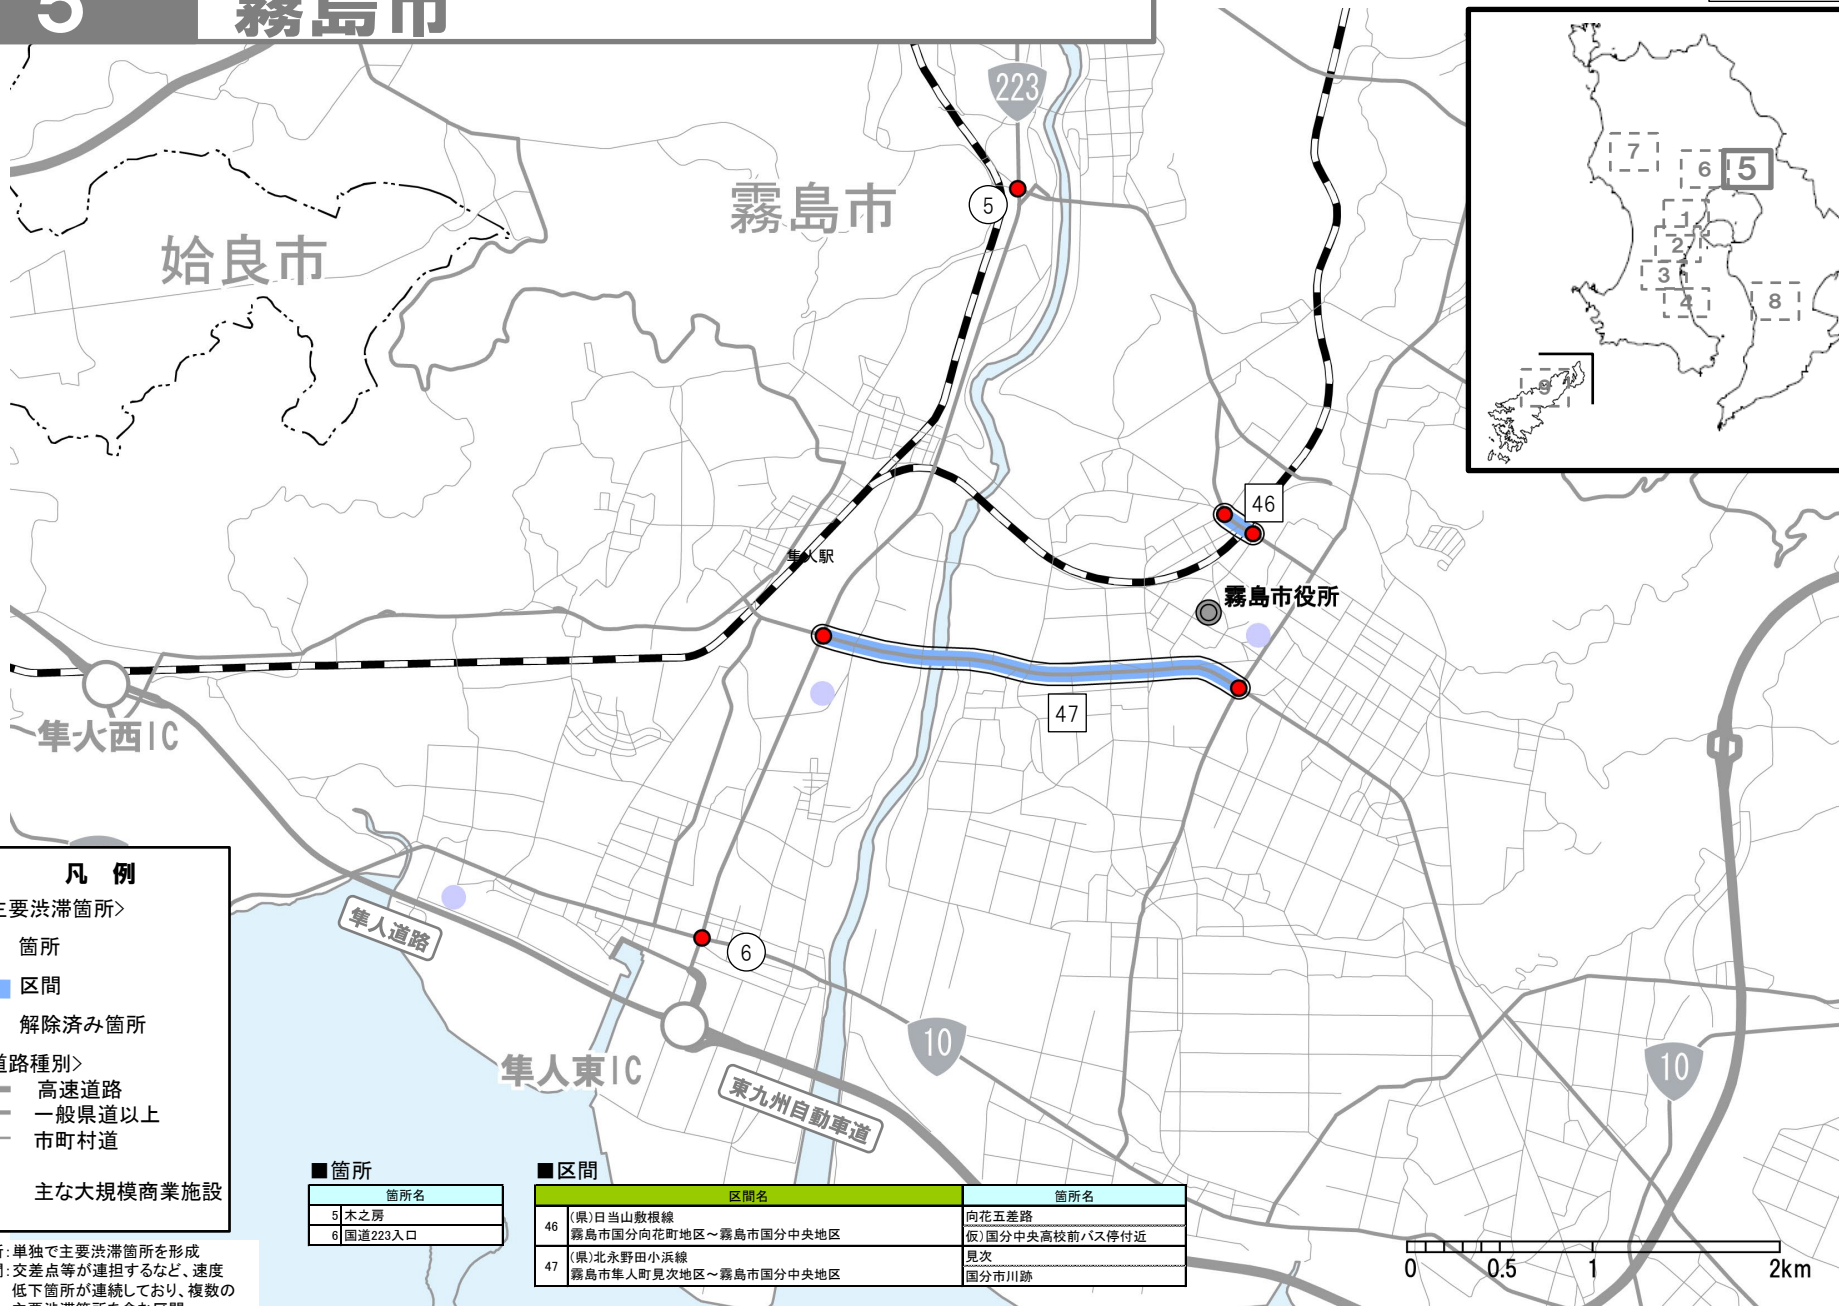 5 霧島市
223
霧島市
5
姶良市
7
6
5
1
2
3
4
8
9
46
隼人駅
霧島市役所
47
隼人西IC
凡 例
主要渋滞箇所>
箇所
区間
解除済み箇所
道路種別>
高速道路
一般県道以上
市町村道
主な大規模商業施設
隼人道路
6
10
10
隼人東IC
東九州自動車道
■箇所
箇所名
5 木之房
6 国道223入口
■区間
区間名 箇所名
46 (県)日当山敷根線 向花五差路
霧島市国分向花町地区~霧島市国分中央地区 仮)国分中央高校前バス停付近
47 (県)北永野田小浜線 見次
霧島市隼人町見次地区~霧島市国分中央地区 国分市川跡
0 0.5 1 2km
所:単独で主要渋滞箇所を形成
間:交差点等が連担するなど、速度
低下箇所が連続しており、複数の